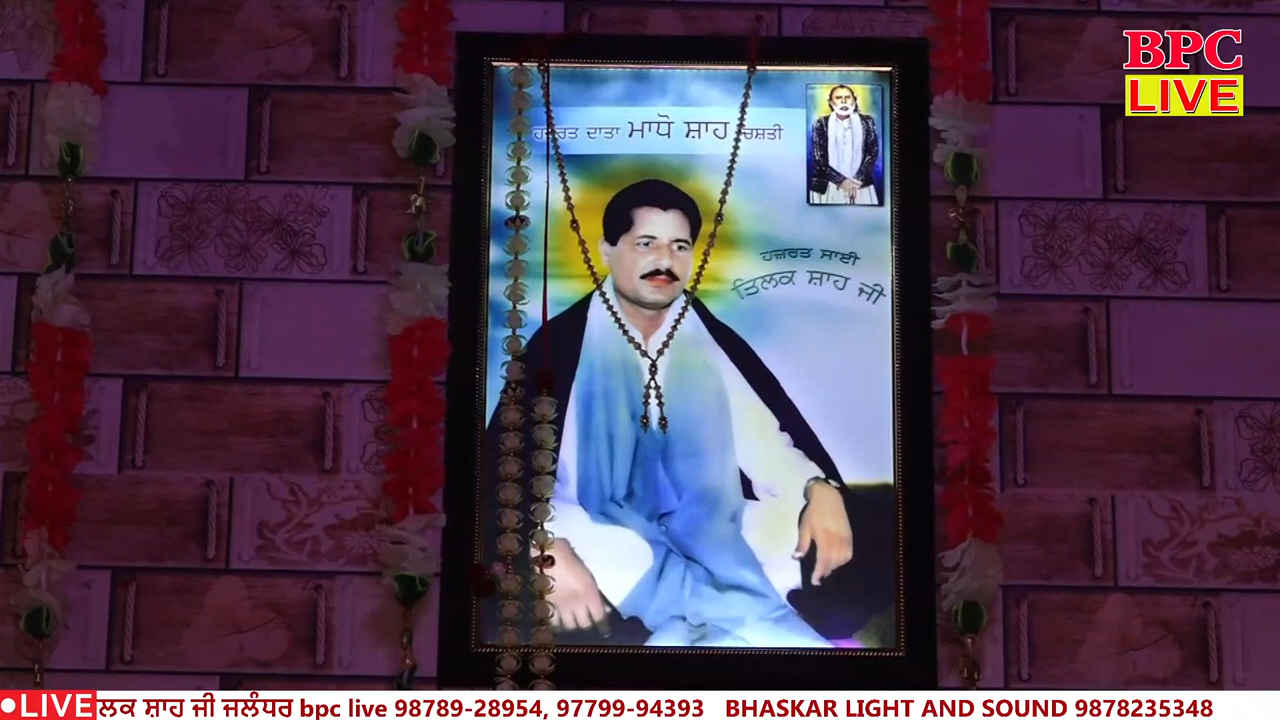 BPC
LIVE
ਹਜ਼ਰਤ ਦਾਤਾ ਮਾਧੋ ਸ਼ਾਹ ਚਿਸ਼ਤੀ
ਹਜ਼ਰਤ ਸਾਈ
ਤਿਲਕ ਸ਼ਾਹ ਜੀ
LIVE ਲਕ ਸ਼ਾਹ ਜੀ ਜਲੰਧਰ bpc live 98789-28954, 97799-94393 BHASKAR LIGHT AND SOUND 9878235348